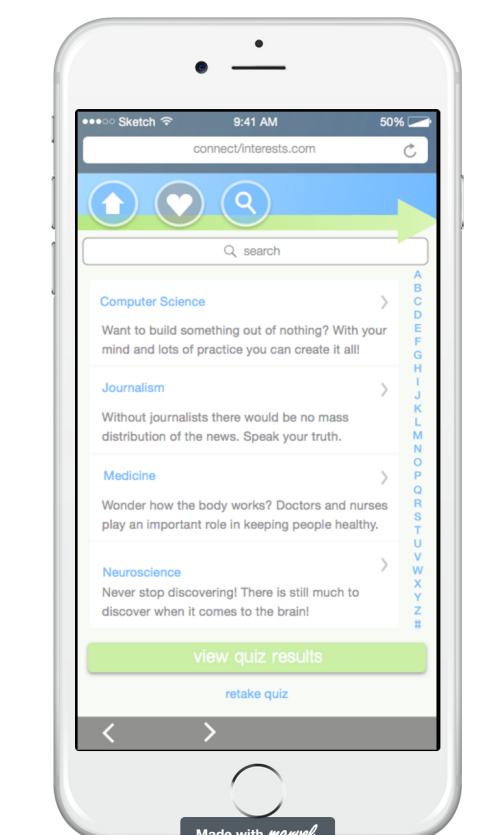 Sketch 9:41 AM 50%
connect/interests.com
search
Computer Science
Want to build something out of nothing? With your
mind and lots of practice you can create it all!
Journalism
Without journalists there would be no mass
distribution of the news. Speak your truth.
Medicine
Wonder how the body works? Doctors and nurses
play an important role in keeping people healthy.
Neuroscience
Never stop discovering! There is still much to
discover when it comes to the brain!
A
B
C
D
E
F
G
H
I
J
K
L
M
N
O
P
Q
R
S
T
U
V
W
X
Y
Z
#
view quiz results
retake quiz
Made with marvel